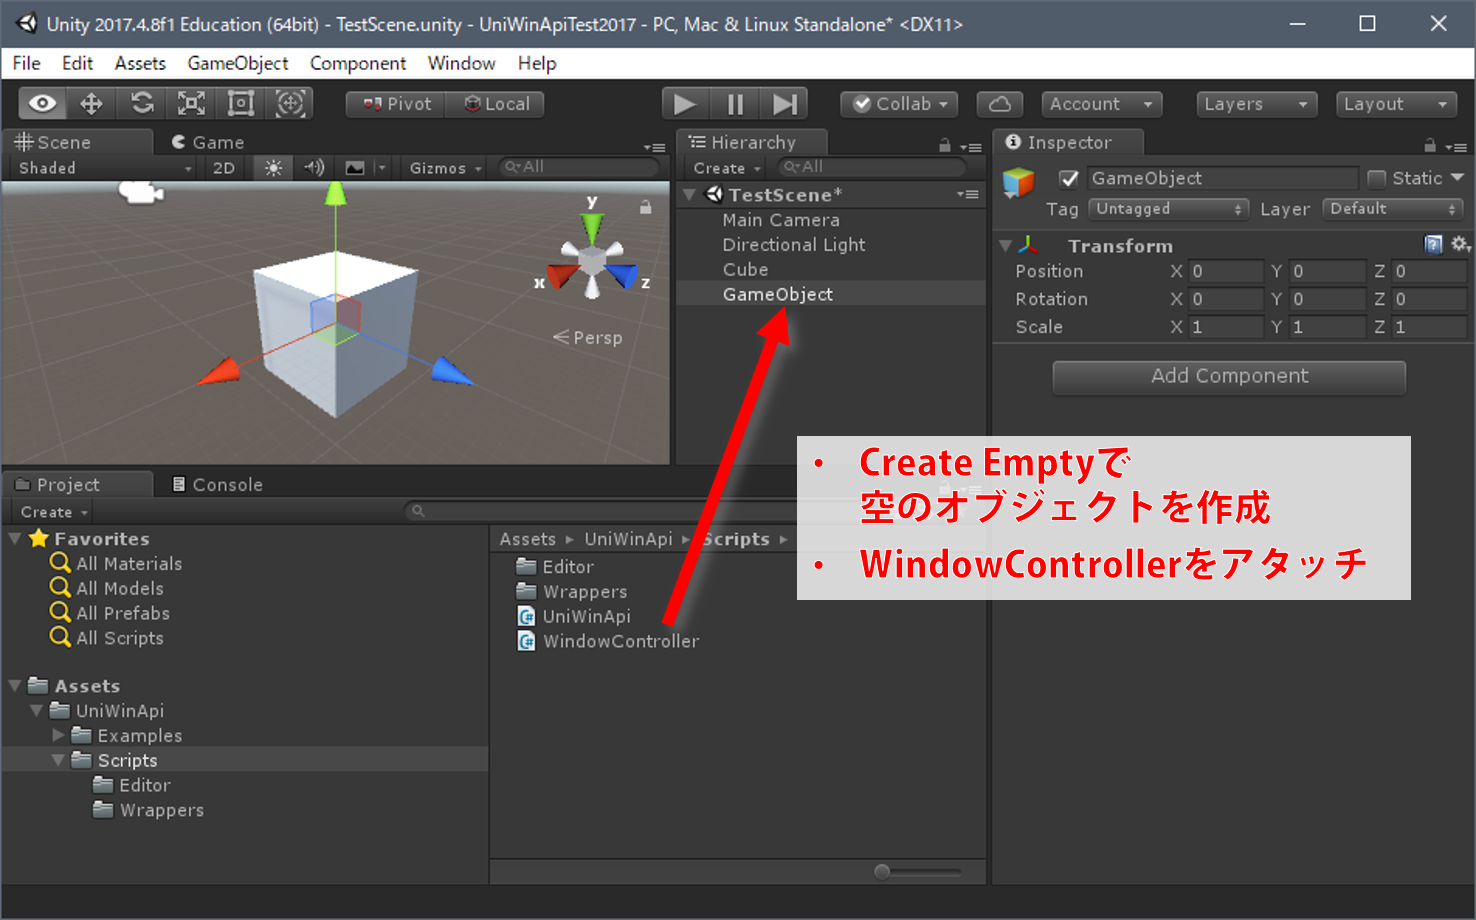 Unity 2017.4.8f1 Education (64bit) - TestScene.unity - UniWinApiTest2017 - PC, Mac & Linux Standalone* <DX11>
File Edit Assets GameObject Component Window Help
Pivot Local Collab Account Layers Layout
Scene Game
Shaded 2D Gizmos All
y
x
z
Persp
Hierarchy
Create All
TestScene*
Main Camera
Directional Light
Cube
GameObject
Inspector
GameObject Static
Tag Untagged Layer Default
Transform
Position X 0 Y 0 Z 0
Rotation X 0 Y 0 Z 0
Scale X 1 Y 1 Z 1
Add Component
・ Create Emptyで
空のオブジェクトを作成
・ WindowControllerをアタッチ
Project Console
Create
Favorites
All Materials
All Models
All Prefabs
All Scripts
Assets
UniWinApi
Examples
Scripts
Editor
Wrappers
Assets ▸ UniWinApi ▸ Scripts ▸
Editor
Wrappers
UniWinApi
WindowController